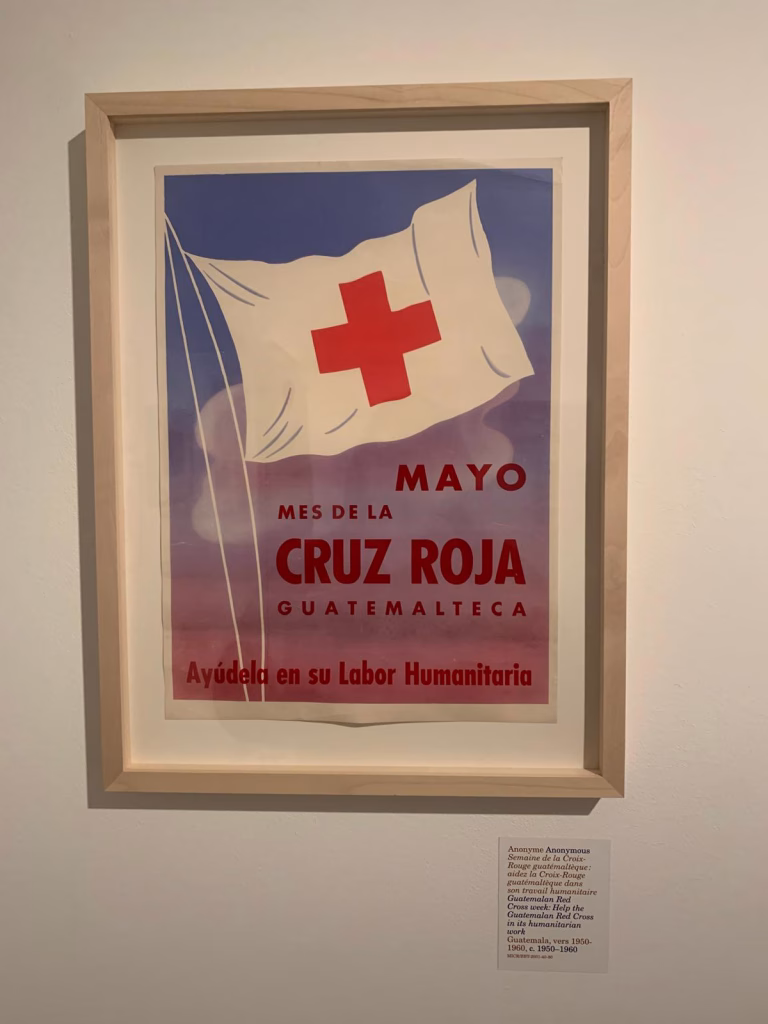 MAYO
MES DE LA
CRUZ ROJA
GUATEMALTECA
Ayúdela en su Labor Humanitaria
Anonyme Anonymous
Semaine de la Croix-
Rouge guatémaltèque :
aidez la Croix-Rouge
guatémaltèque dans
son travail humanitaire
Guatemalan Red
Cross week: Help the
Guatemalan Red Cross
in its humanitarian
work
Guatemala, vers 1950-
1960, c. 1950–1960